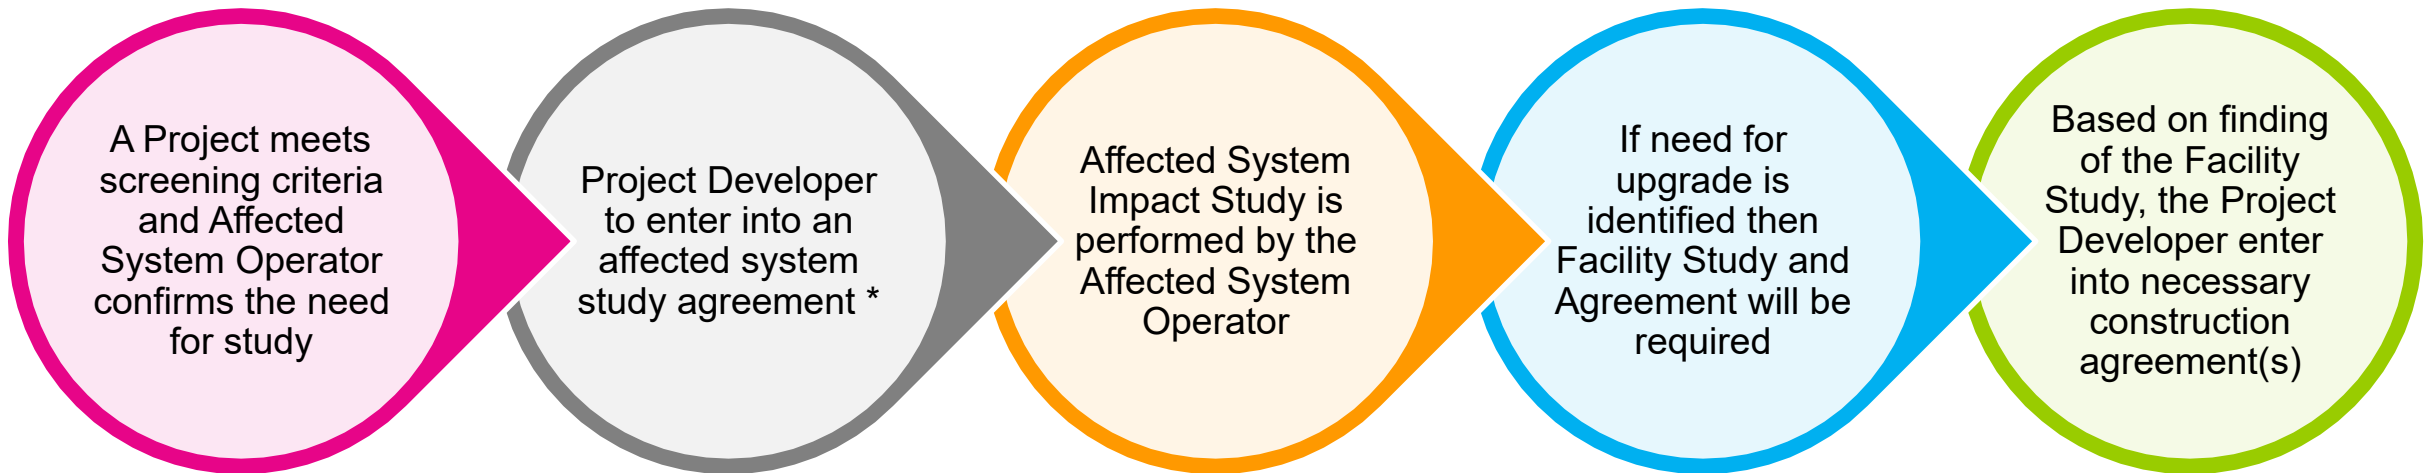 A Project meets
screening criteria
and Affected
System Operator
confirms the need
for study
Project Developer
to enter into an
affected system
study agreement *
Affected System
Impact Study is
performed by the
Affected System
Operator
If need for
upgrade is
identified then
Facility Study and
Agreement will be
required
Based on finding
of the Facility
Study, the Project
Developer enter
into necessary
construction
agreement(s)